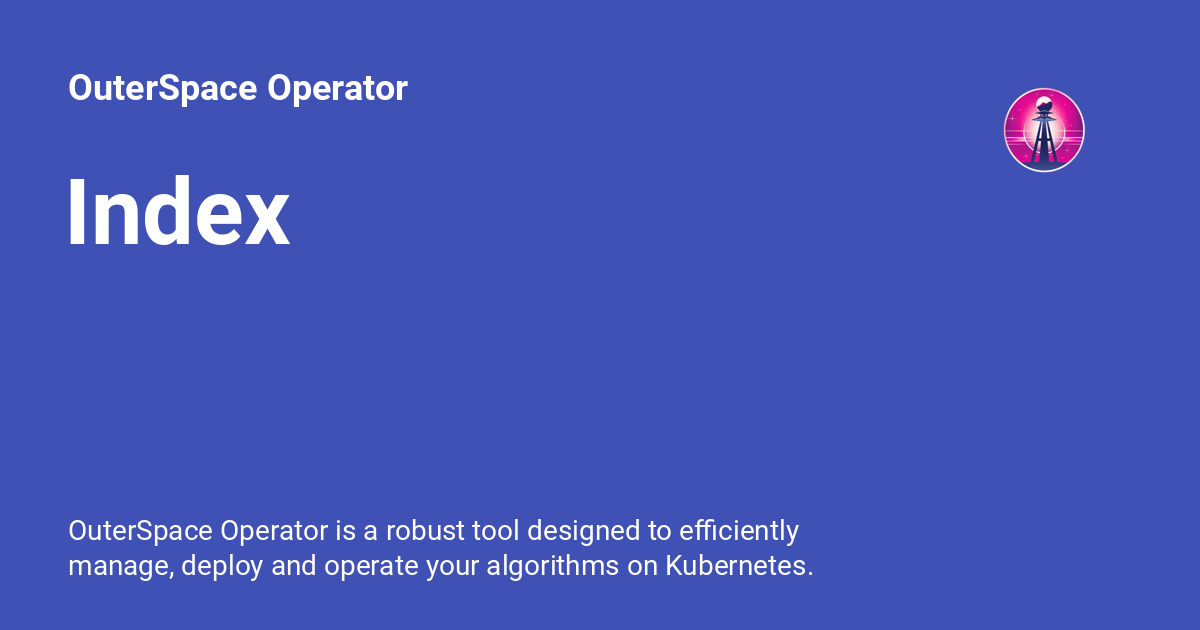 OuterSpace Operator
Index
OuterSpace Operator is a robust tool designed to efficiently
manage, deploy and operate your algorithms on Kubernetes.